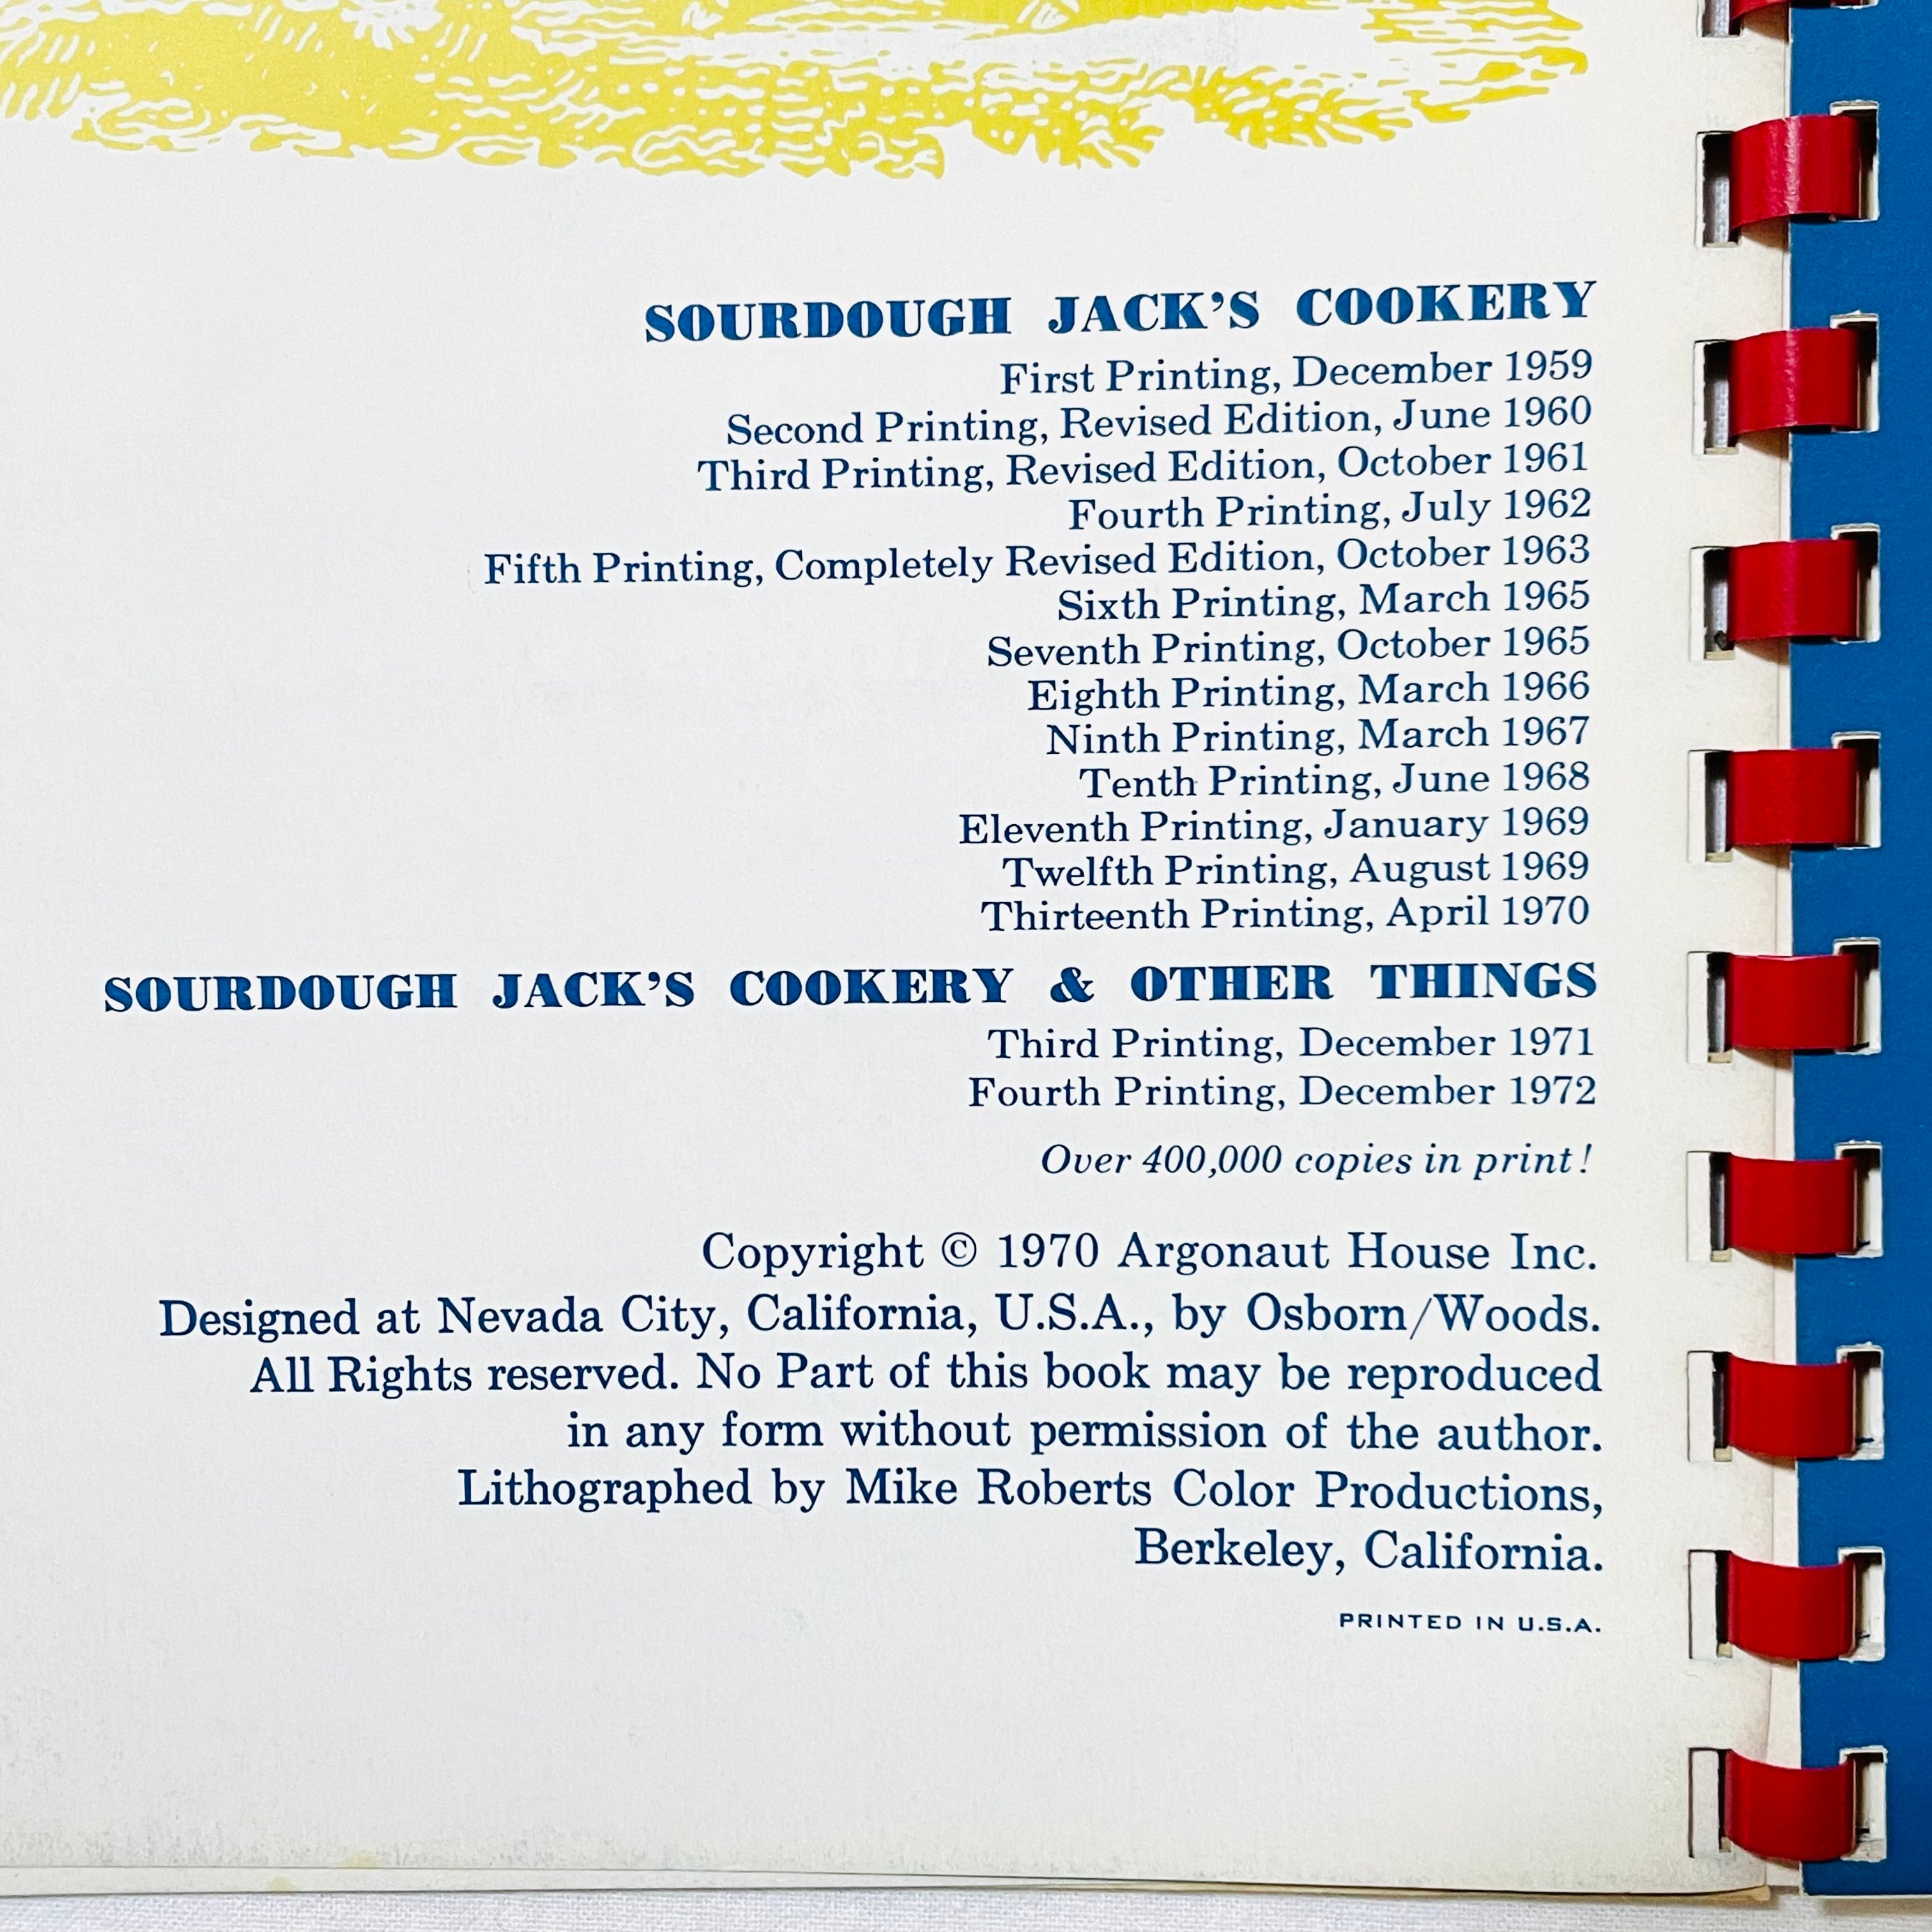 SOURDOUGH JACK'S COOKERY
First Printing, December 1959
Second Printing, Revised Edition, June 1960
Third Printing, Revised Edition, October 1961
Fourth Printing, July 1962
Fifth Printing, Completely Revised Edition, October 1963
Sixth Printing, March 1965
Seventh Printing, October 1965
Eighth Printing, March 1966
Ninth Printing, March 1967
Tenth Printing, June 1968
Eleventh Printing, January 1969
Twelfth Printing, August 1969
Thirteenth Printing, April 1970
SOURDOUGH JACK'S COOKERY & OTHER THINGS
Third Printing, December 1971
Fourth Printing, December 1972
Over 400,000 copies in print!
Copyright © 1970 Argonaut House Inc.
Designed at Nevada City, California, U.S.A., by Osborn/Woods.
All Rights reserved. No Part of this book may be reproduced
in any form without permission of the author.
Lithographed by Mike Roberts Color Productions,
Berkeley, California.
PRINTED IN U.S.A.